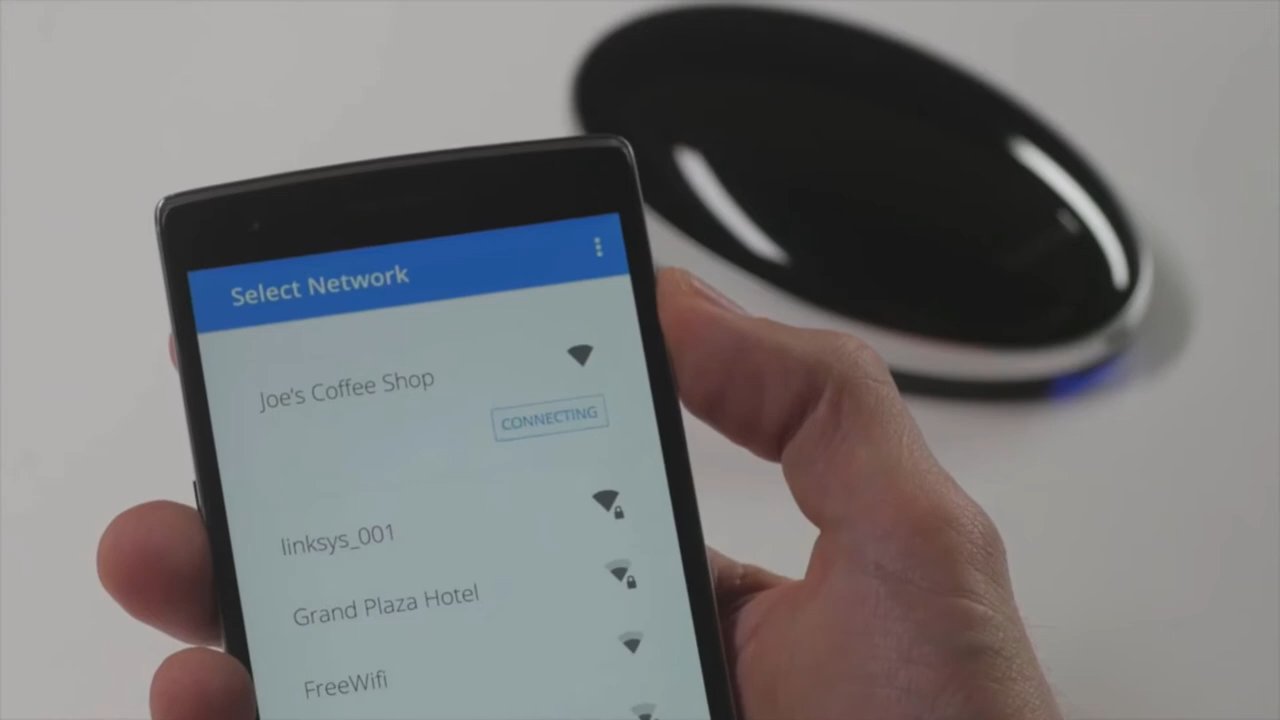 Select Network
Joe's Coffee Shop
CONNECTING
linksys_001
Grand Plaza Hotel
FreeWifi